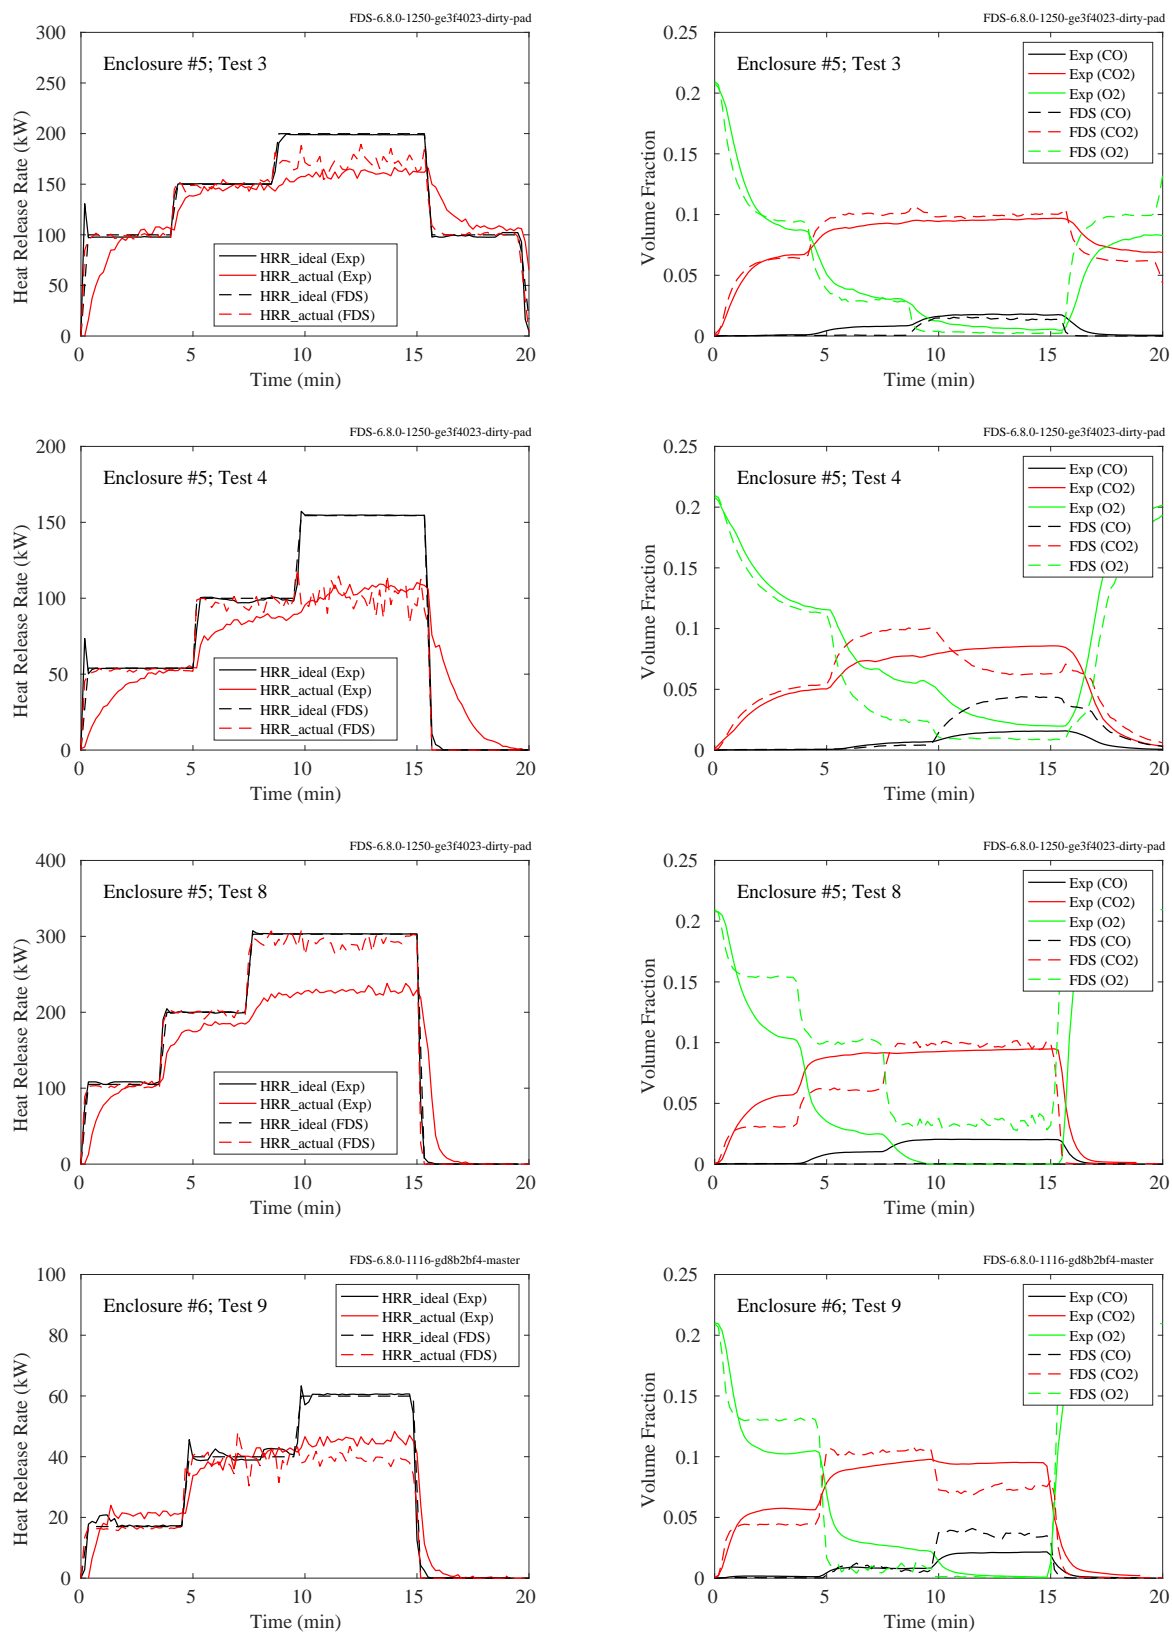 FDS-6.8.0-1250-ge3f4023-dirty-pad
Enclosure #5; Test 3
Heat Release Rate (kW)
300
250
200
150
100
50
0
HRR_ideal (Exp)
HRR_actual (Exp)
HRR_ideal (FDS)
HRR_actual (FDS)
0 5 10 15 20
Time (min)
FDS-6.8.0-1250-ge3f4023-dirty-pad
Enclosure #5; Test 3
Volume Fraction
0.25
0.2
0.15
0.1
0.05
0
Exp (CO)
Exp (CO2)
Exp (O2)
FDS (CO)
FDS (CO2)
FDS (O2)
0 5 10 15 20
Time (min)
FDS-6.8.0-1250-ge3f4023-dirty-pad
Enclosure #5; Test 4
Heat Release Rate (kW)
200
150
100
50
0
HRR_ideal (Exp)
HRR_actual (Exp)
HRR_ideal (FDS)
HRR_actual (FDS)
0 5 10 15 20
Time (min)
FDS-6.8.0-1250-ge3f4023-dirty-pad
Enclosure #5; Test 4
Volume Fraction
0.25
0.2
0.15
0.1
0.05
0
Exp (CO)
Exp (CO2)
Exp (O2)
FDS (CO)
FDS (CO2)
FDS (O2)
0 5 10 15 20
Time (min)
FDS-6.8.0-1250-ge3f4023-dirty-pad
Enclosure #5; Test 8
Heat Release Rate (kW)
400
300
200
100
0
HRR_ideal (Exp)
HRR_actual (Exp)
HRR_ideal (FDS)
HRR_actual (FDS)
0 5 10 15 20
Time (min)
FDS-6.8.0-1250-ge3f4023-dirty-pad
Enclosure #5; Test 8
Volume Fraction
0.25
0.2
0.15
0.1
0.05
0
Exp (CO)
Exp (CO2)
Exp (O2)
FDS (CO)
FDS (CO2)
FDS (O2)
0 5 10 15 20
Time (min)
FDS-6.8.0-1116-gd8b2bf4-master
Enclosure #6; Test 9
Heat Release Rate (kW)
100
80
60
40
20
0
HRR_ideal (Exp)
HRR_actual (Exp)
HRR_ideal (FDS)
HRR_actual (FDS)
0 5 10 15 20
Time (min)
FDS-6.8.0-1116-gd8b2bf4-master
Enclosure #6; Test 9
Volume Fraction
0.25
0.2
0.15
0.1
0.05
0
Exp (CO)
Exp (CO2)
Exp (O2)
FDS (CO)
FDS (CO2)
FDS (O2)
0 5 10 15 20
Time (min)